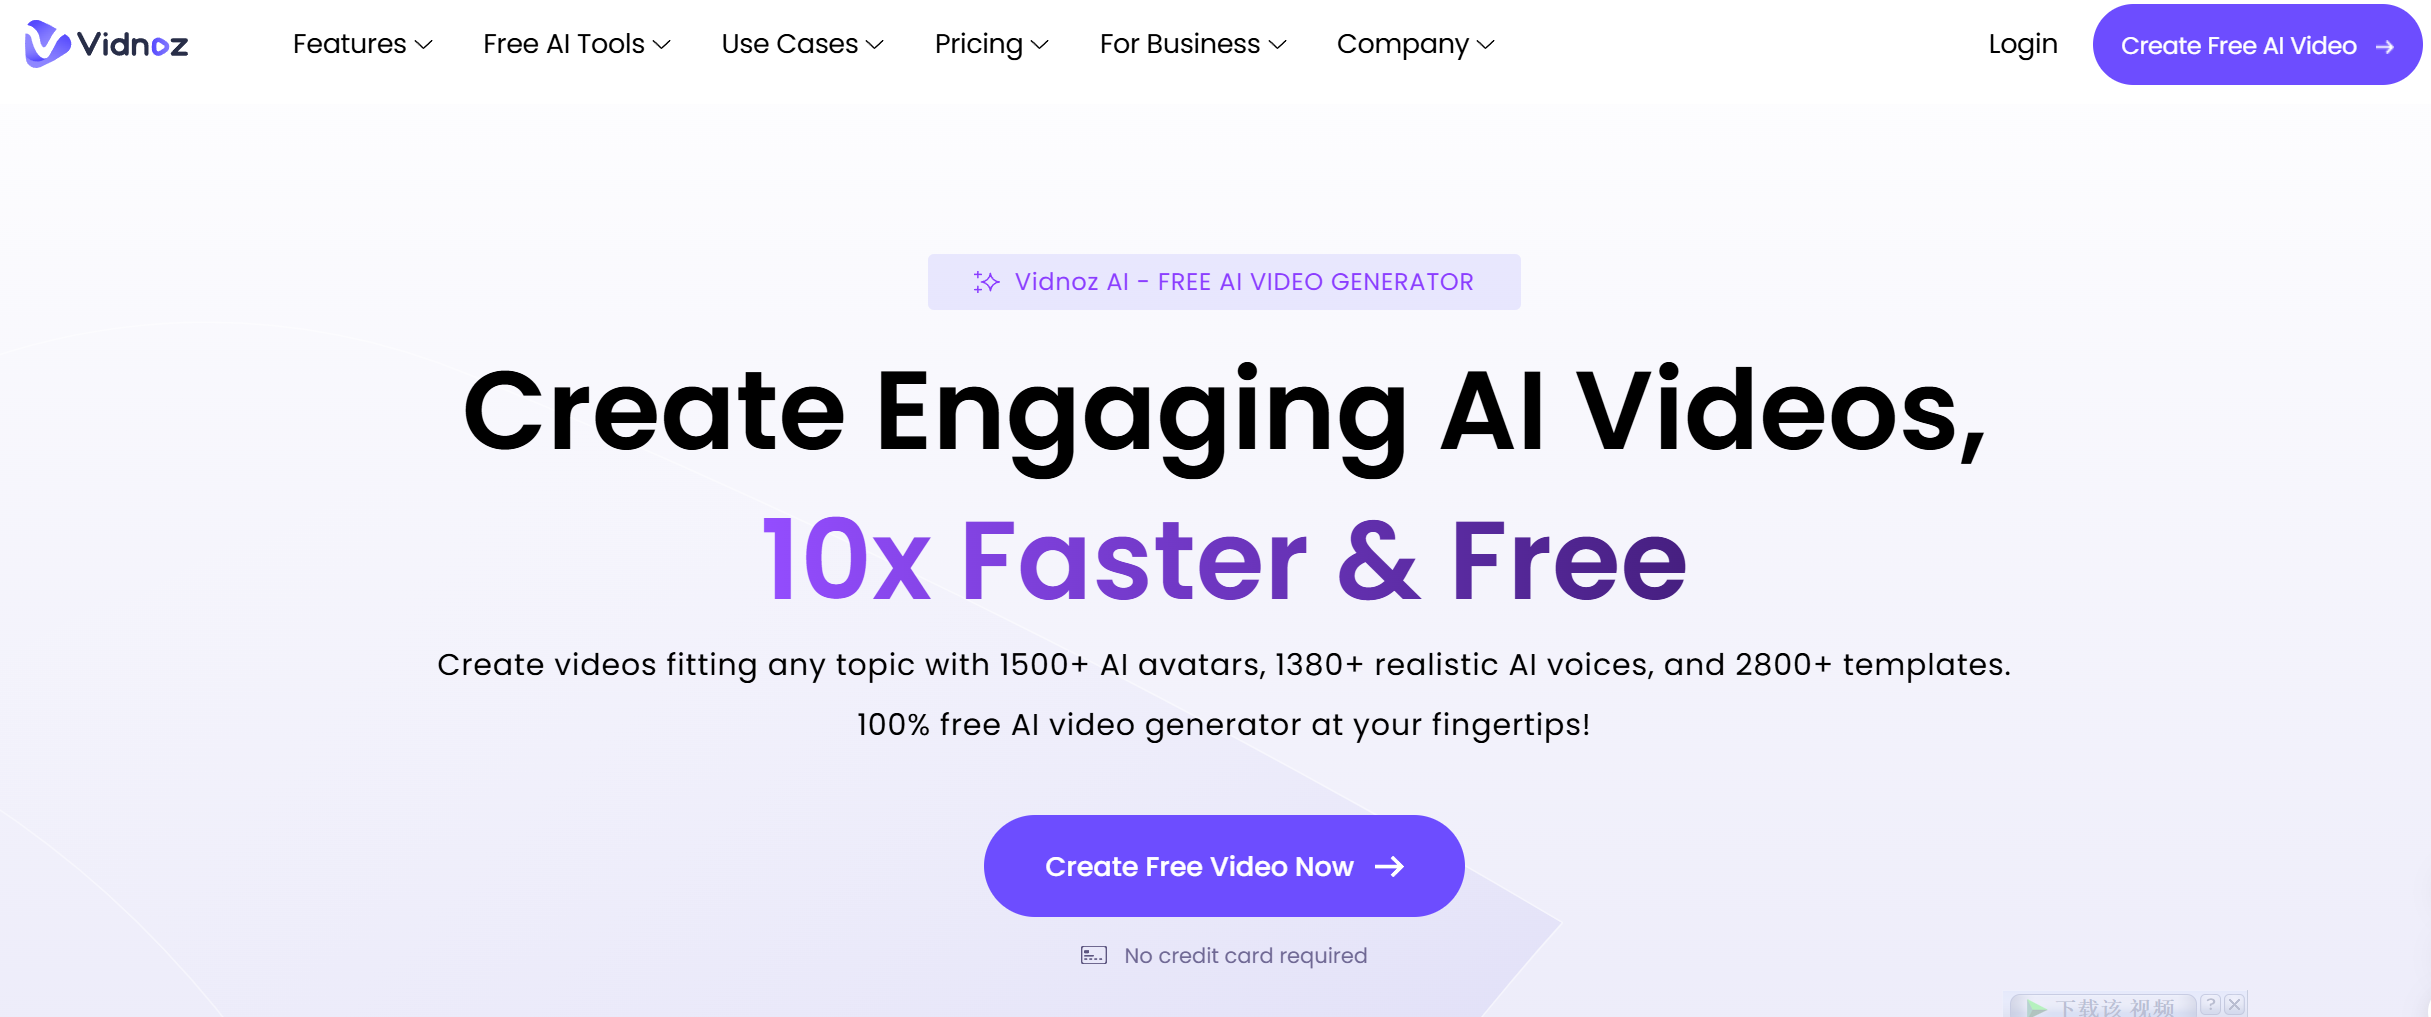 Vidnoz
Features
Free AI Tools
Use Cases
Pricing
For Business
Company
Login
Create Free AI Video
Vidnoz AI - FREE AI VIDEO GENERATOR
Create Engaging AI Videos,
10x Faster & Free
Create videos fitting any topic with 1500+ AI avatars, 1380+ realistic AI voices, and 2800+ templates.
100% free AI video generator at your fingertips!
Create Free Video Now
No credit card required
下载该 视频 ?